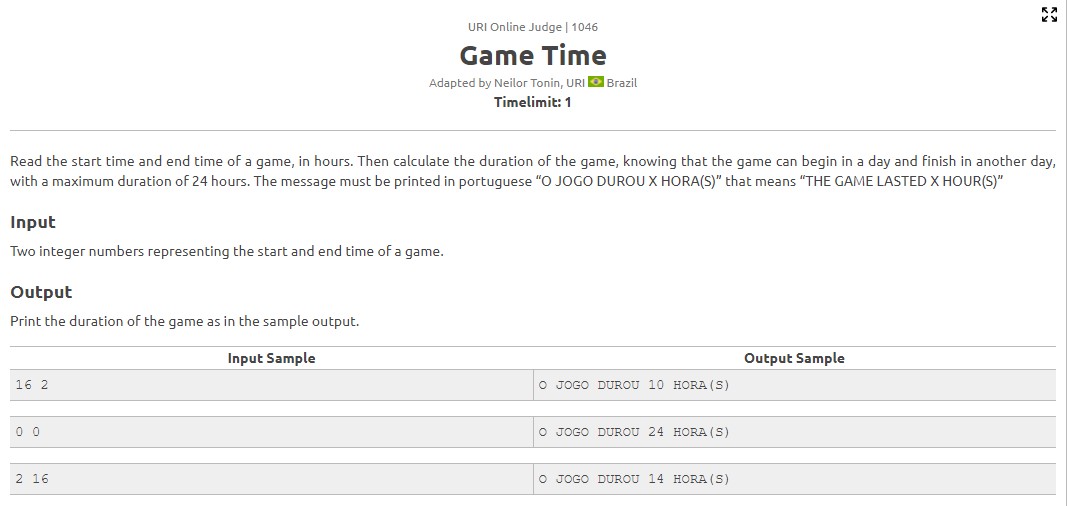 URI Online Judge | 1046
Game Time
Adapted by Neilor Tonin, URI Brazil
Timelimit: 1
Read the start time and end time of a game, in hours. Then calculate the duration of the game, knowing that the game can begin in a day and finish in another day,
with a maximum duration of 24 hours. The message must be printed in portuguese “O JOGO DUROU X HORA(S)” that means “THE GAME LASTED X HOUR(S)”
Input
Two integer numbers representing the start and end time of a game.
Output
Print the duration of the game as in the sample output.
Input Sample Output Sample
16 2 O JOGO DUROU 10 HORA(S)
0 0 O JOGO DUROU 24 HORA(S)
2 16 O JOGO DUROU 14 HORA(S)